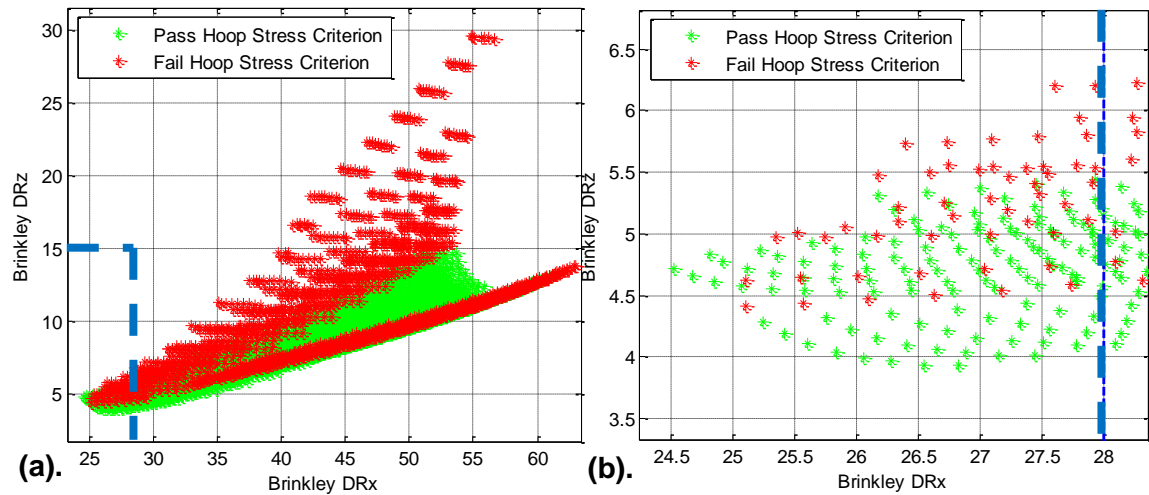 Pass Hoop Stress Criterion
Fail Hoop Stress Criterion
30
25
20
15
10
5
Brinkley DRz
25 30 35 40 45 50 55 60
Brinkley DRx
(a).
Pass Hoop Stress Criterion
Fail Hoop Stress Criterion
6.5
6
5.5
5
4.5
4
3.5
Brinkley DRz
24.5 25 25.5 26 26.5 27 27.5 28
Brinkley DRx
(b).